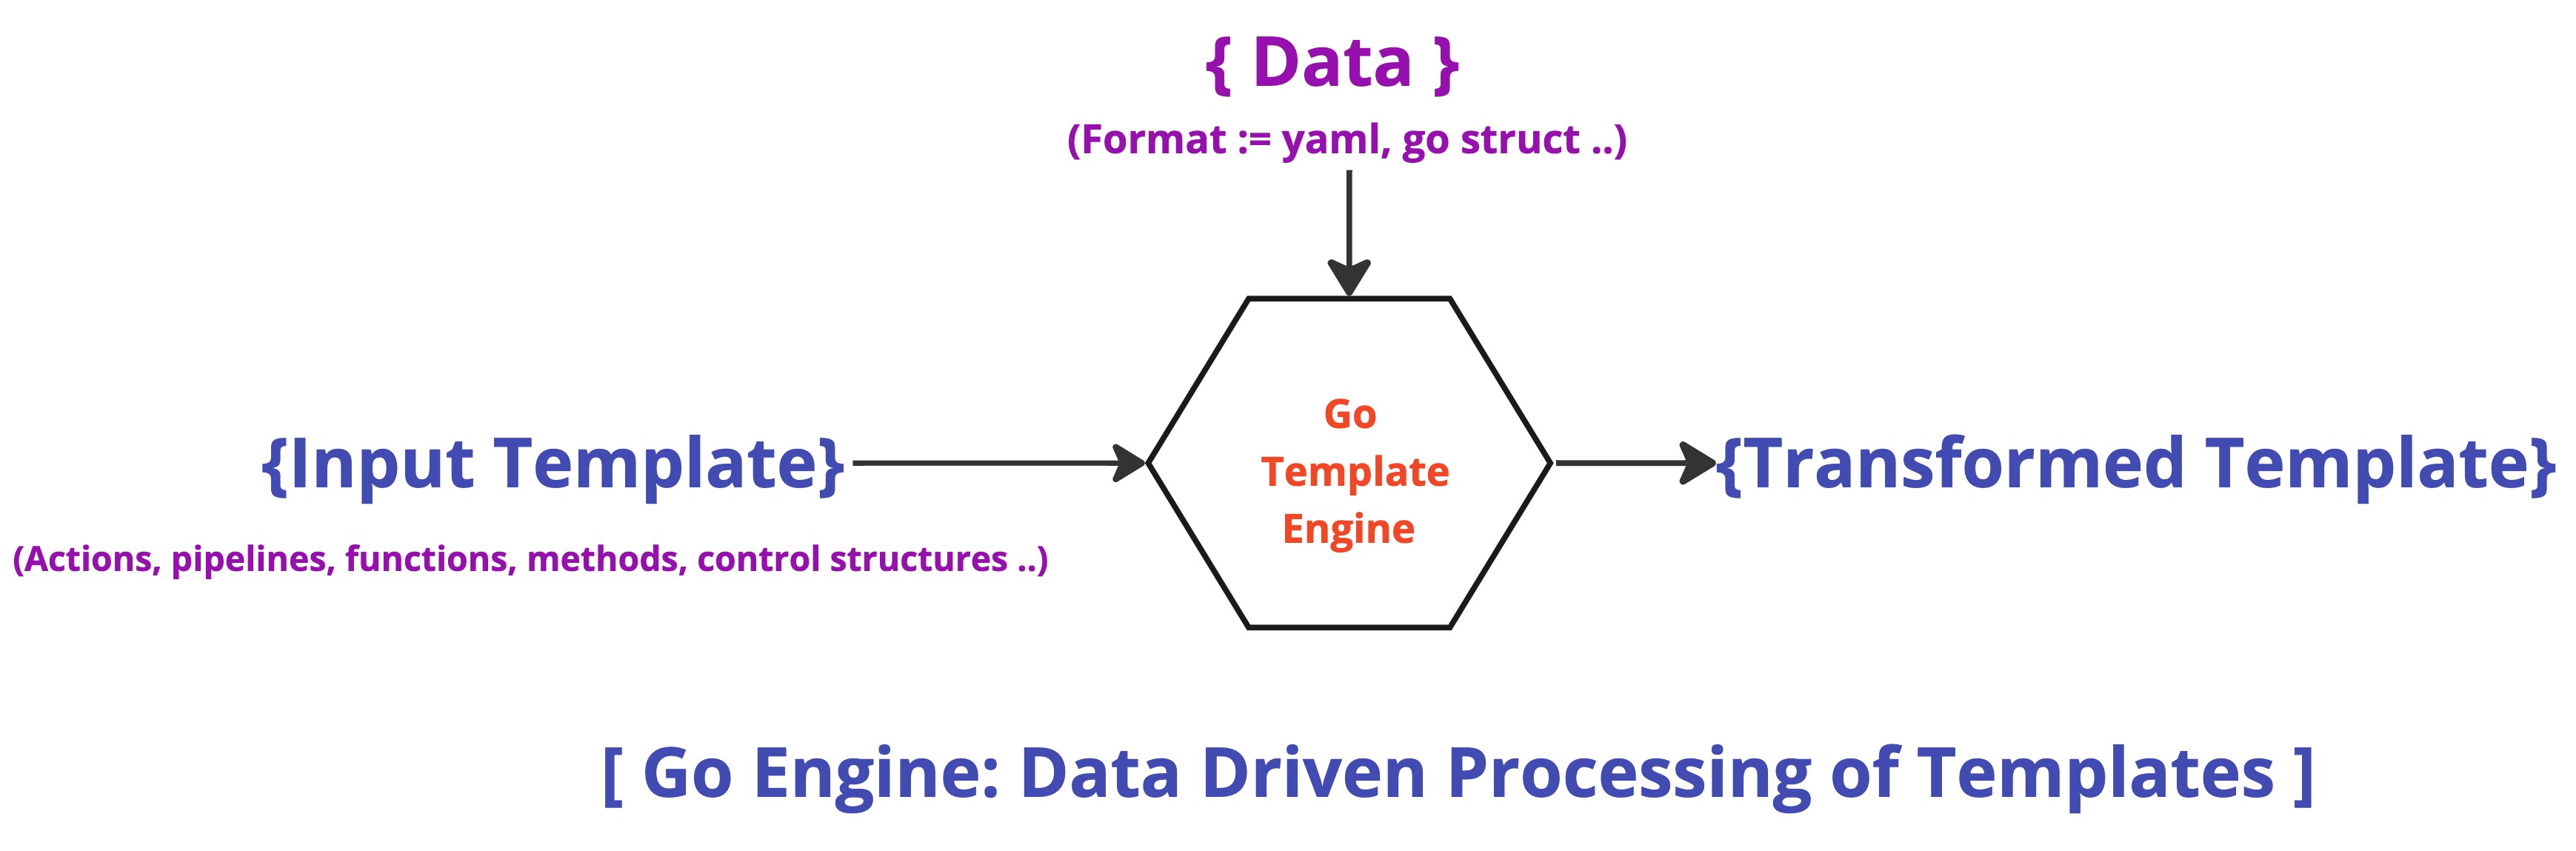 { Data }
(Format := yaml, go struct ..)
{Input Template}
(Actions, pipelines, functions, methods, control structures ..)
Go
Template
Engine
{Transformed Template}
[ Go Engine: Data Driven Processing of Templates ]